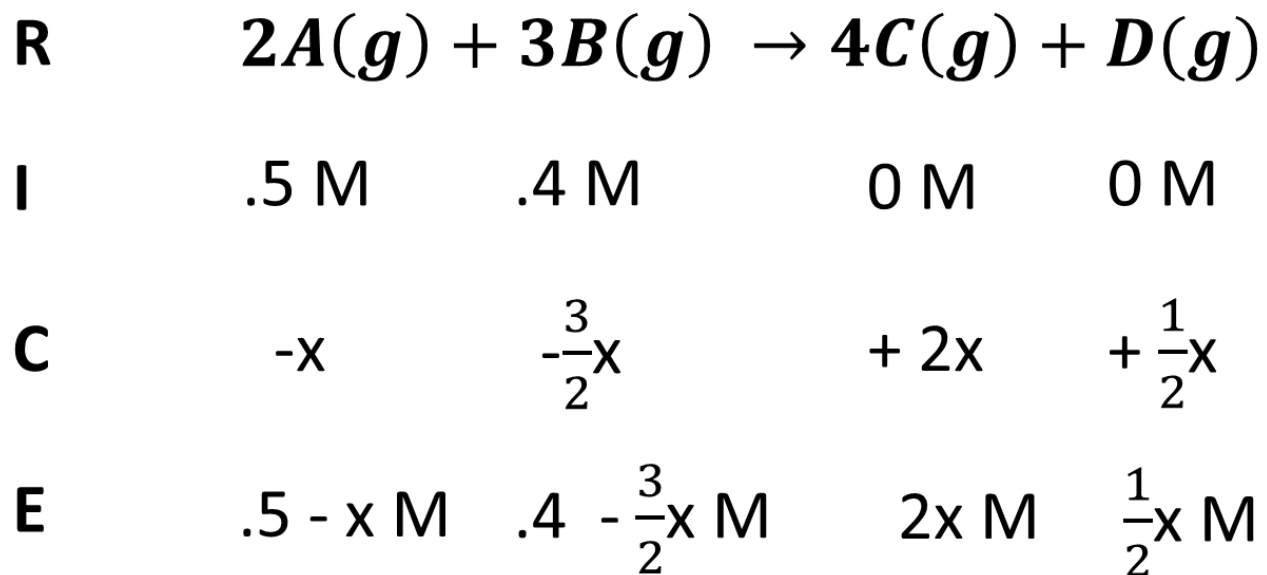 R 2A(g) + 3B(g) → 4C(g) + D(g)
I .5 M .4 M 0 M 0 M
C -x -3/2x + 2x + 1/2x
E .5 - x M .4 - 3/2x M 2x M 1/2x M